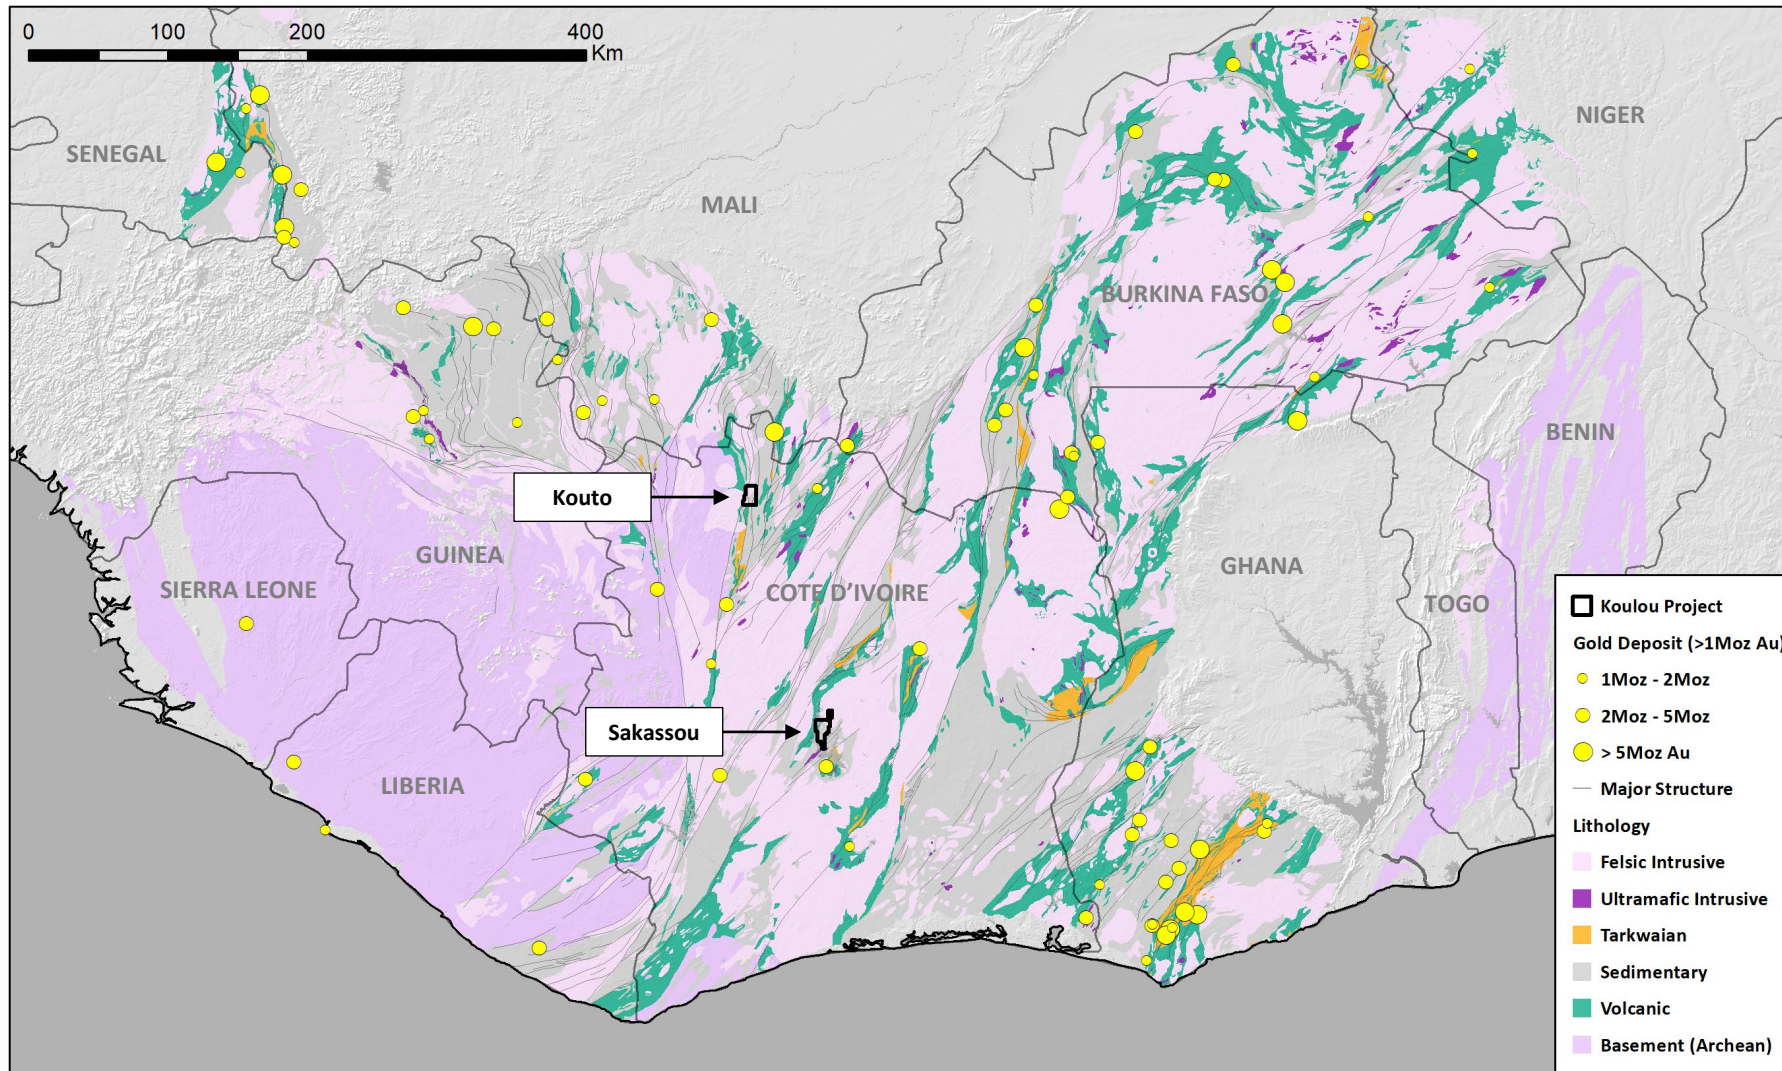 0 100 200 400
Km
SENEGAL
NIGER
MALI
BURKINA FASO
BENIN
Kouto
GUINEA
GHANA
SIERRA LEONE
COTE D'IVOIRE
TOGO
Sakassou
LIBERIA
Koulou Project
Gold Deposit (>1Moz Au)
1Moz - 2Moz
2Moz - 5Moz
> 5Moz Au
Major Structure
Lithology
Felsic Intrusive
Ultramafic Intrusive
Tarkwaian
Sedimentary
Volcanic
Basement (Archean)